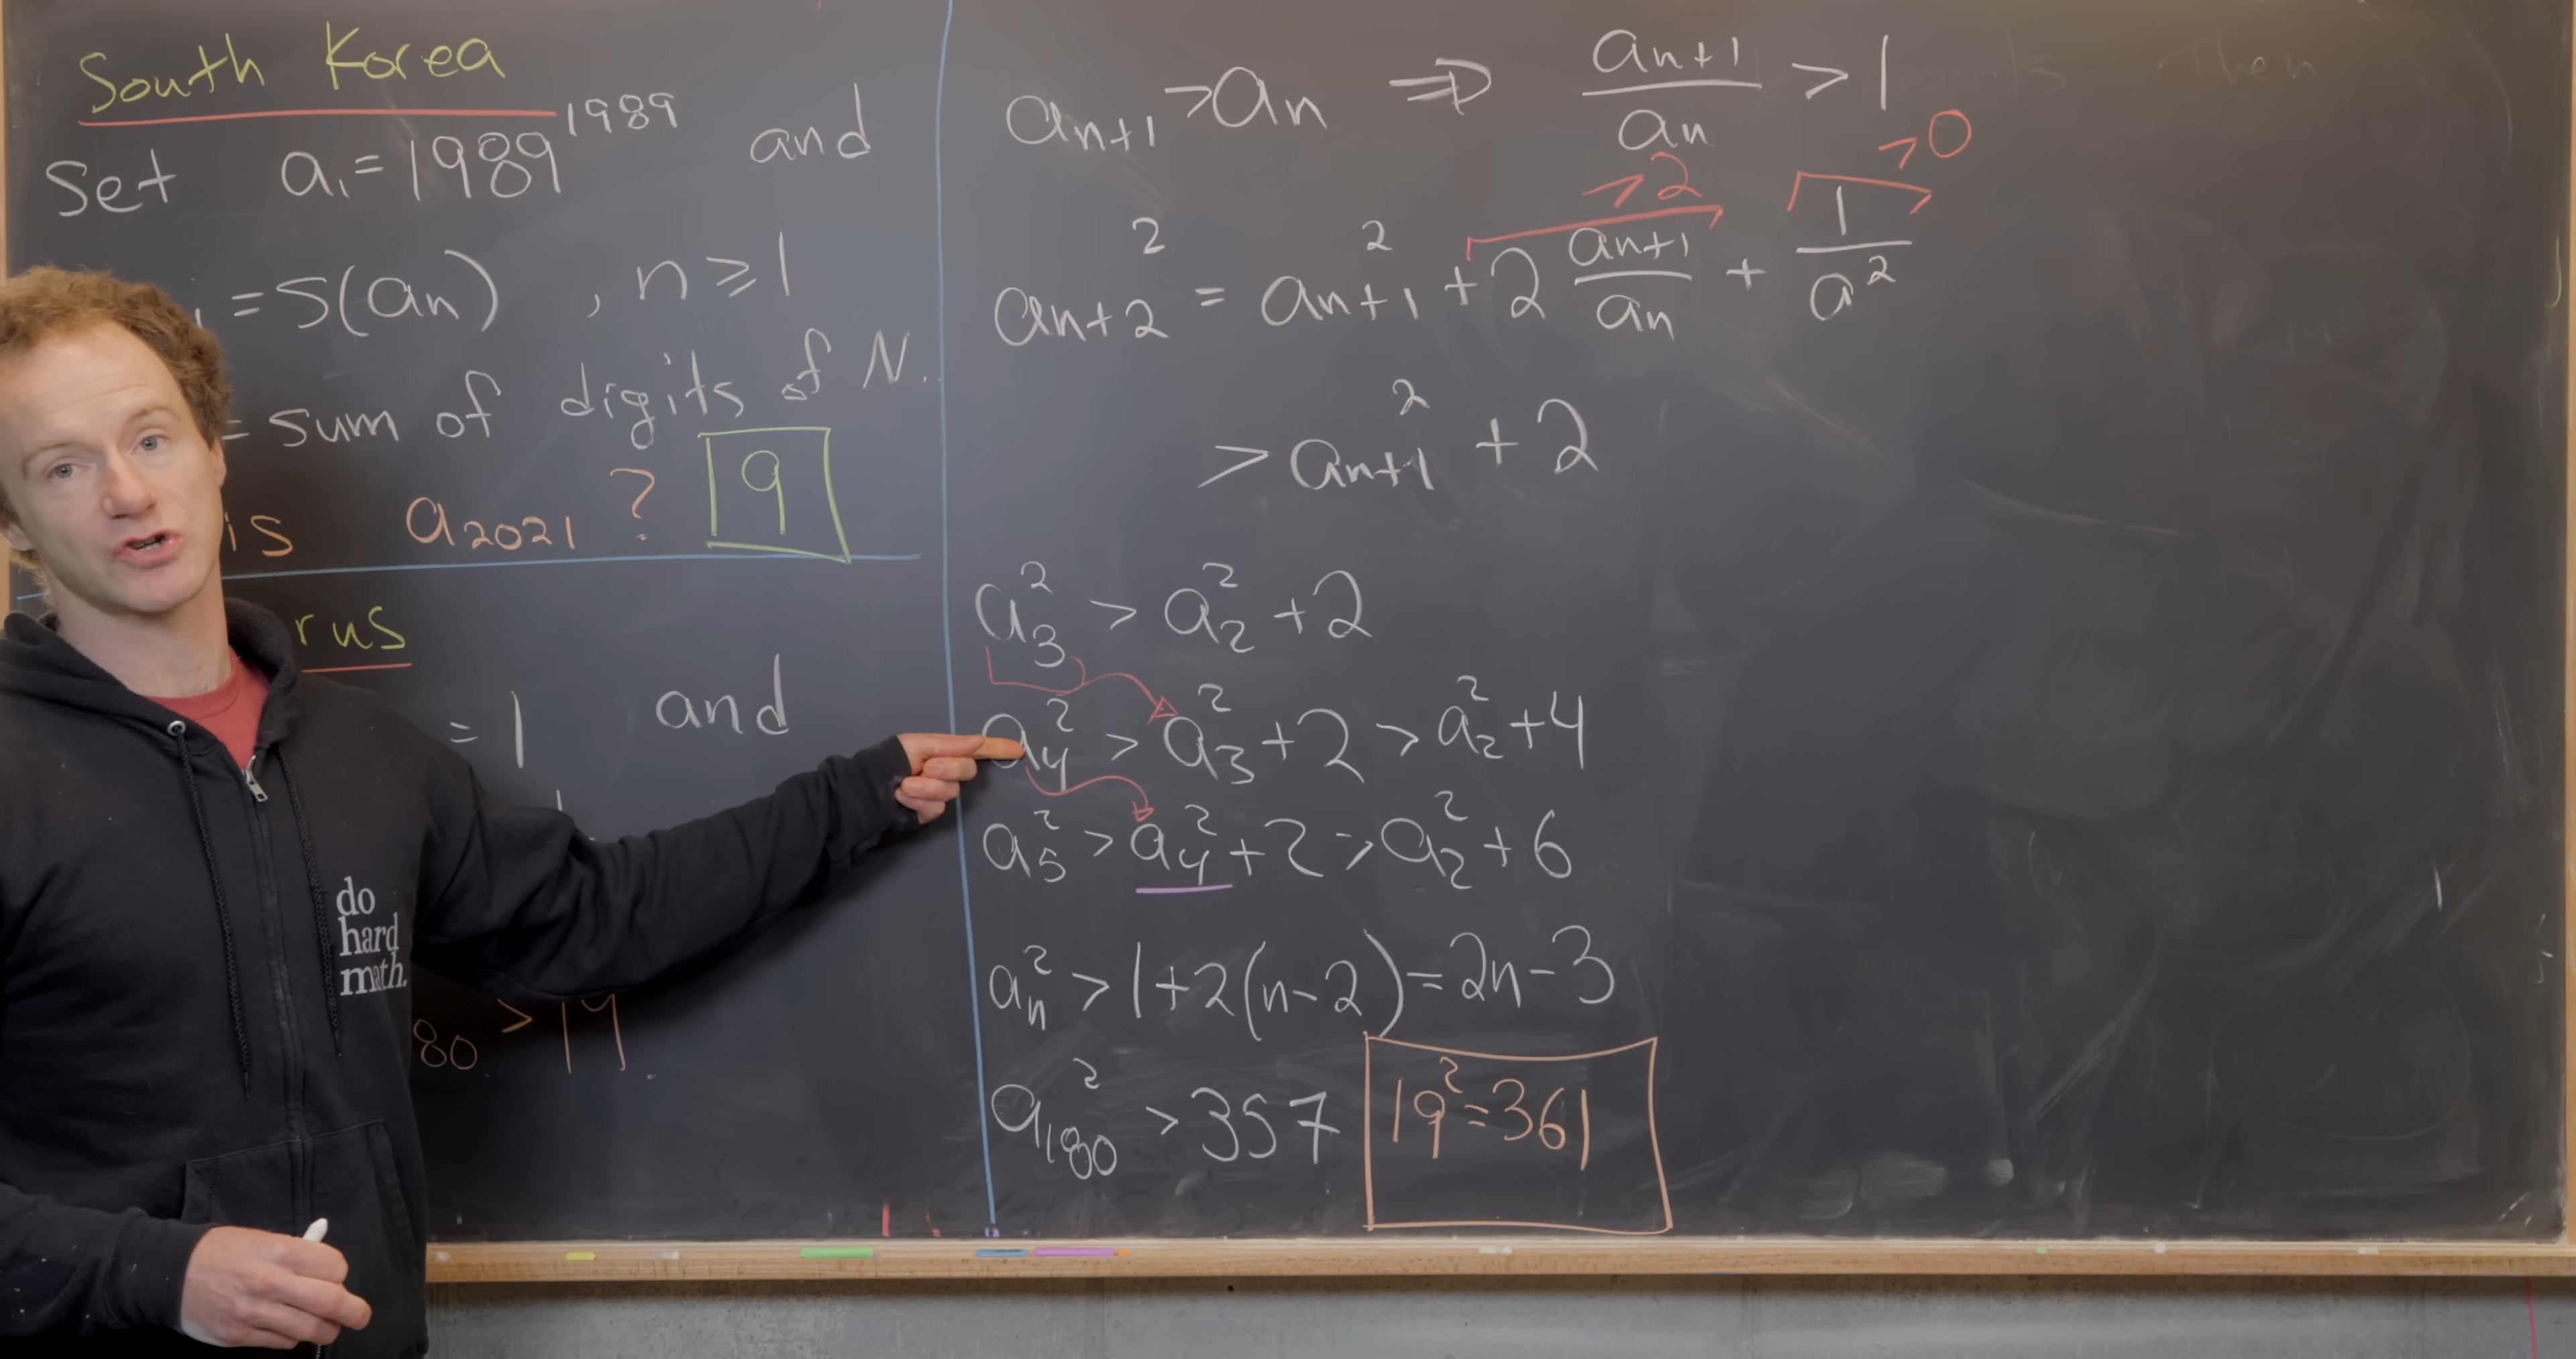 South Korea
Set a₁ = 1989^1989 and
= S(aₙ) , n ≥ 1
= sum of digits of N.
is a₂₀₂₁ ? 9
rus
= 1 and
80 > 19.
do
hard
math.
aₙ₊₁ > aₙ ⇒ aₙ₊₁/aₙ > 1
>2 >0
aₙ₊₂² = aₙ₊₁² + 2 aₙ₊₁/aₙ + 1/a²
> aₙ₊₁² + 2
a₃² > a₂² + 2
a₄² > a₃² + 2 > a₂² + 4
a₅² > a₄² + 2 > a₂² + 6
aₙ² > 1 + 2(n-2) = 2n-3
a₁₈₀² > 357 19² = 361
Then